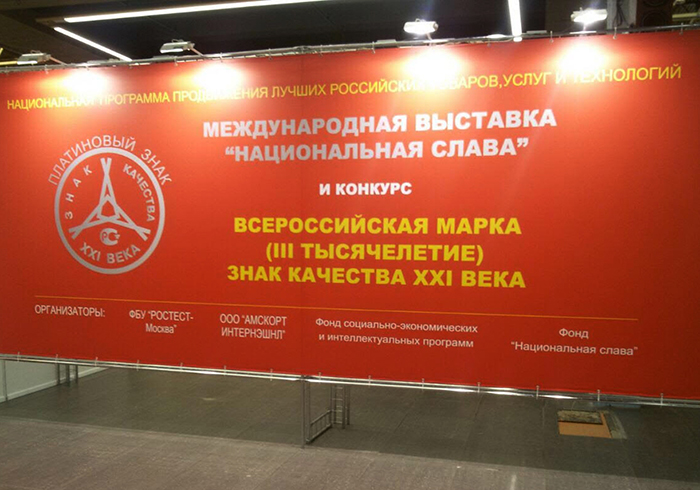 НАЦИОНАЛЬНАЯ ПРОГРАММА ПРОДВИЖЕНИЯ ЛУЧШИХ РОССИЙСКИХ ТОВАРОВ,УСЛУГ И ТЕХНОЛОГИЙ
МЕЖДУНАРОДНАЯ ВЫСТАВКА
“НАЦИОНАЛЬНАЯ СЛАВА”
И КОНКУРС
ВСЕРОССИЙСКАЯ МАРКА
(III ТЫСЯЧЕЛЕТИЕ)
ЗНАК КАЧЕСТВА XXI ВЕКА
ПЛАТИНОВЫЙ ЗНАК
ЗНАК КАЧЕСТВА
XXI ВЕКА
ОРГАНИЗАТОРЫ:
ФБУ “РОСТЕСТ-
Москва”
ООО “АМСКОРТ
ИНТЕРНЭШНЛ”
Фонд социально-экономических
и интеллектуальных программ
Фонд
“Национальная слава”